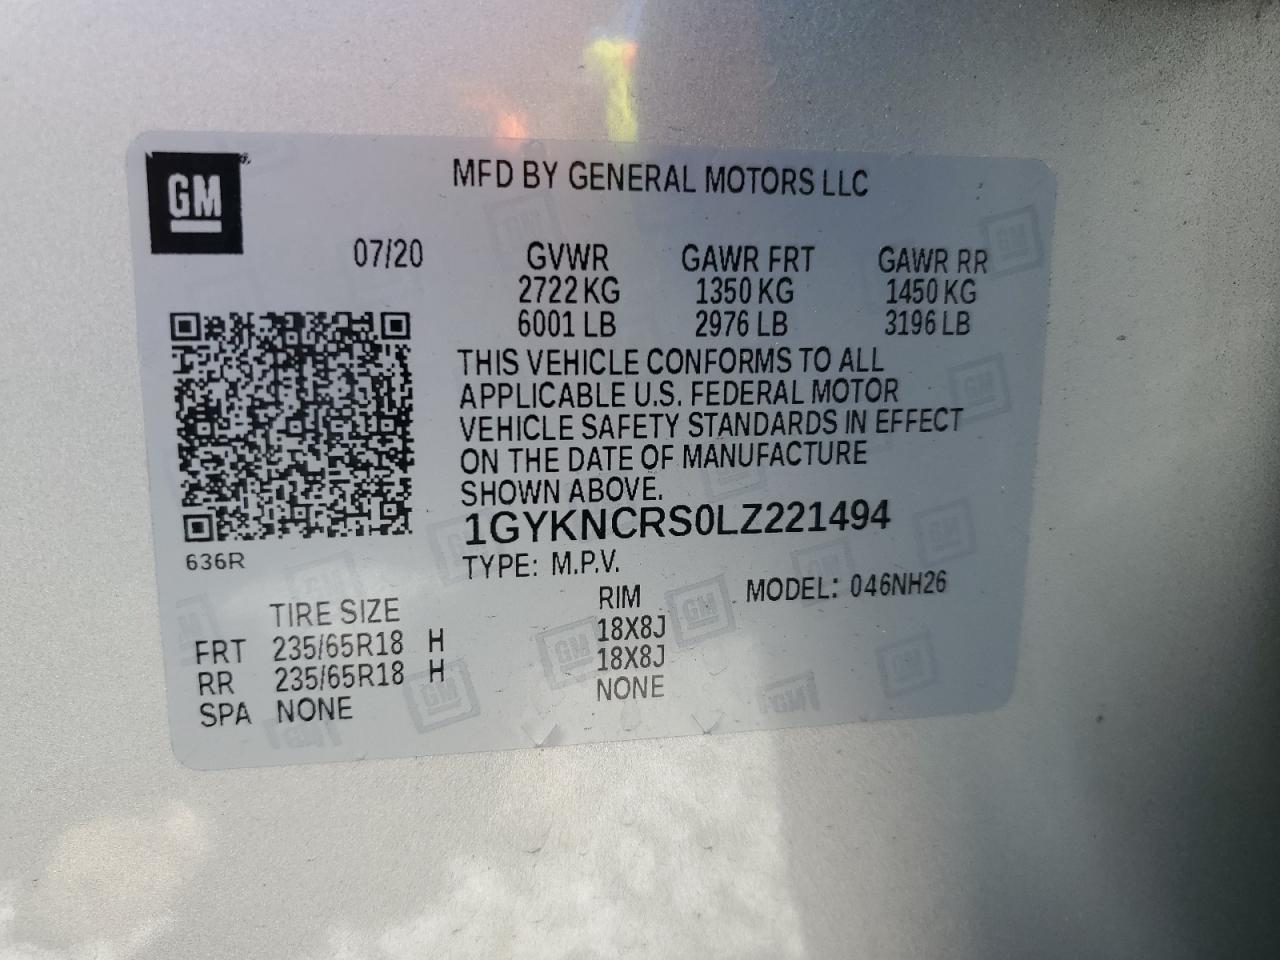 GM
MFD BY GENERAL MOTORS LLC
07/20 GVWR GAWR FRT GAWR RR
2722 KG 1350 KG 1450 KG
6001 LB 2976 LB 3196 LB
THIS VEHICLE CONFORMS TO ALL
APPLICABLE U.S. FEDERAL MOTOR
VEHICLE SAFETY STANDARDS IN EFFECT
ON THE DATE OF MANUFACTURE
SHOWN ABOVE.
1GYKNCRS0LZ221494
636R
TYPE: M.P.V.
TIRE SIZE RIM MODEL: 046NH26
FRT 235/65R18 H 18X8J
RR 235/65R18 H 18X8J
SPA NONE NONE